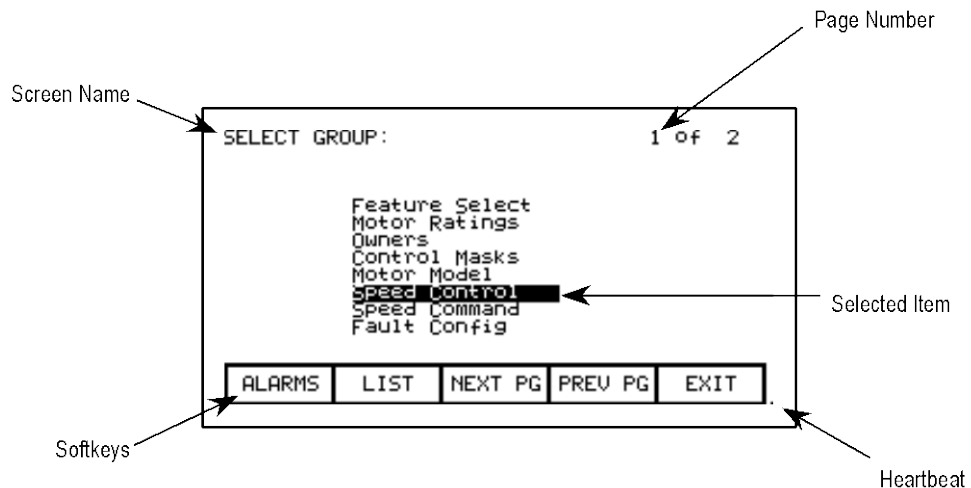 Page Number
Screen Name
SELECT GROUP: 1 of 2
Feature Select
Motor Ratings
Owners
Control Masks
Motor Model
Speed Control
Speed Command
Fault Config
Selected Item
ALARMS LIST NEXT PG PREV PG EXIT
.
Softkeys
Heartbeat